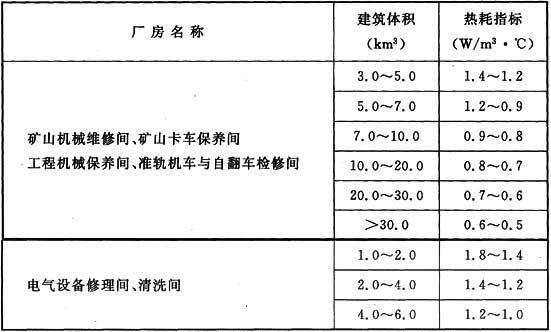 厂房名称 建筑体积 热耗指标
(km³) (W/m³·℃)
3.0～5.0 1.4～1.2
5.0～7.0 1.2～0.9
矿山机械维修间、矿山卡车保养间 7.0～10.0 0.9～0.8
工程机械保养间、准轨机车与自翻车检修间 10.0～20.0 0.8～0.7
20.0～30.0 0.7～0.6
＞30.0 0.6～0.5
1.0～2.0 1.8～1.4
电气设备修理间、清洗间 2.0～4.0 1.4～1.2
4.0～6.0 1.2～1.0